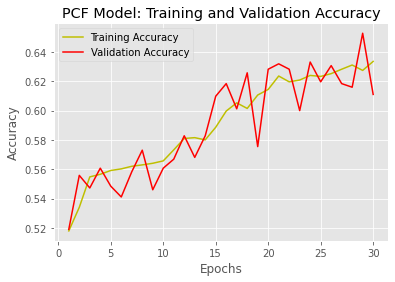 PCF Model: Training and Validation Accuracy
Training Accuracy
Validation Accuracy
Accuracy
0.64
0.62
0.60
0.58
0.56
0.54
0.52
0 5 10 15 20 25 30
Epochs